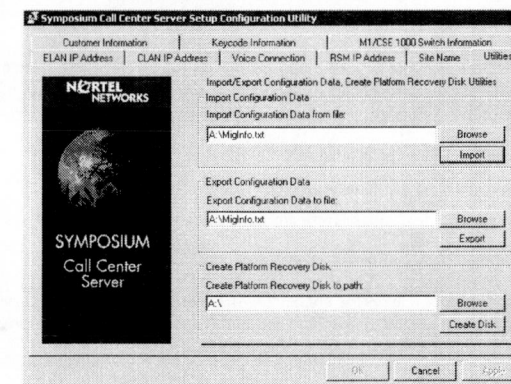 Symposium Call Center Server Setup Configuration Utility
Customer Information
Keycode Information
M1/CSE 1000 Switch Information
ELAN IP Address
CLAN IP Address
Voice Connection
RSM IP Address
Site Name
Utilities
NORTEL
NETWORKS
SYMPOSIUM
Call Center
Server
Import/Export Configuration Data, Create Platform Recovery Disk Utilities
Import Configuration Data
Import Configuration Data from file:
A:\MigInfo.txt
Browse
Import
Export Configuration Data
Export Configuration Data to file:
A:\MigInfo.txt
Browse
Export
Create Platform Recovery Disk
Create Platform Recovery Disk to path:
A:\
Browse
Create Disk
OK
Cancel
Apply